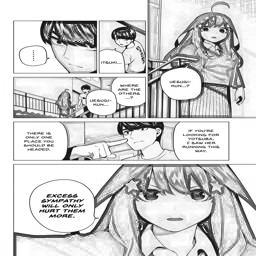 ...
ITSUKI...
UESUGI-
KUN...?
WHERE
ARE THE
OTHERS
...?
UESUGI-
KUN...
THERE IS
ONLY ONE
PLACE YOU
SHOULD BE
HEADED.
IF YOU'RE
LOOKING FOR
YOTSUBA,
I SAW HER
RUNNING THIS
WAY.
EXCESS
SYMPATHY
WILL ONLY
HURT THEM
MORE.